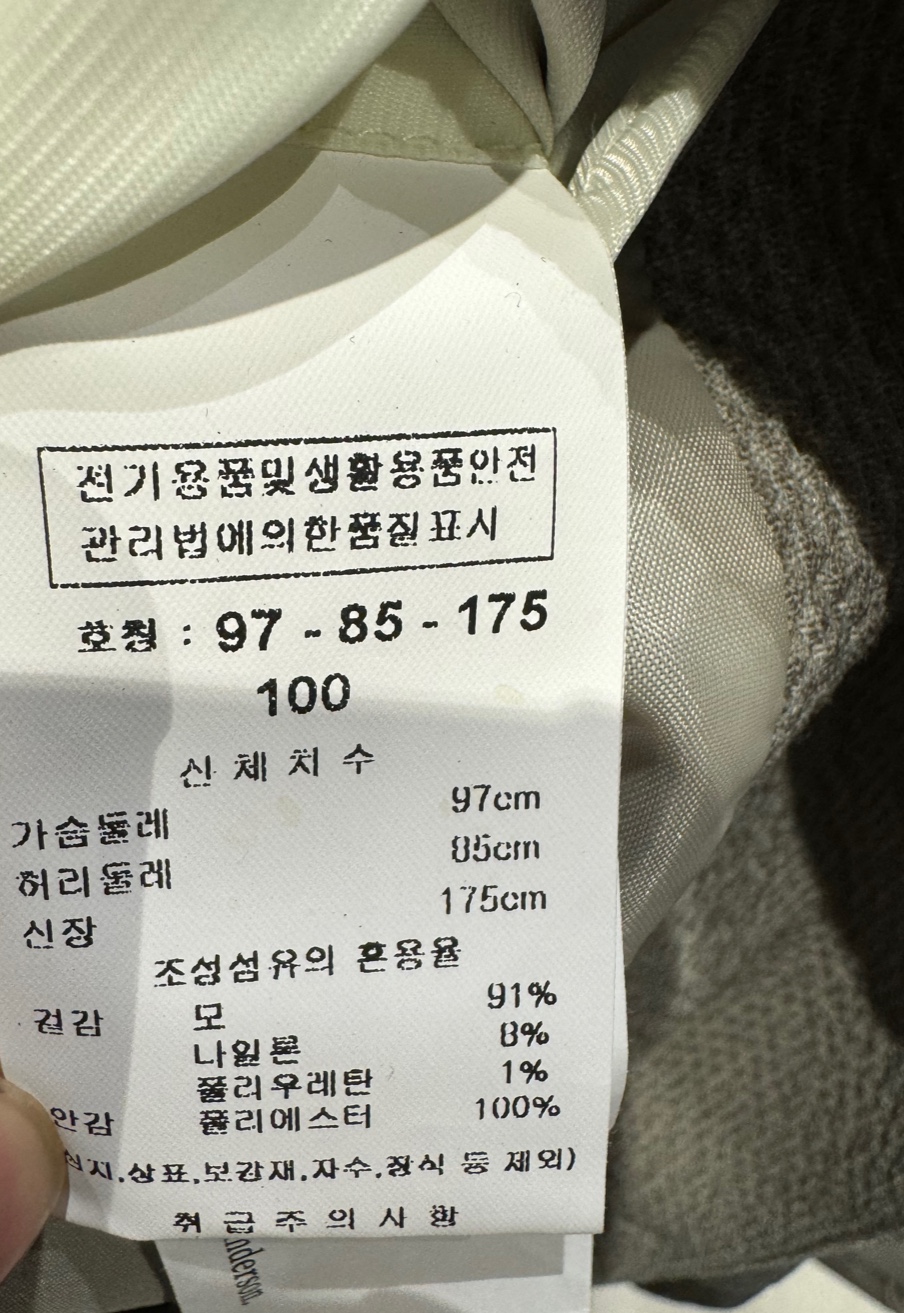 전기용품및생활용품안전
관리법에의한품질표시
호칭 : 97 - 85 - 175
100
신 체 치 수
가슴둘레 97cm
허리둘레 85cm
신장 175cm
조성섬유의 혼용율
겉감 모 91%
나일론 8%
폴리우레탄 1%
안감 폴리에스터 100%
상표,보강재,자수,장식 등 제외)
취 급 주 의 사 항
nderson.